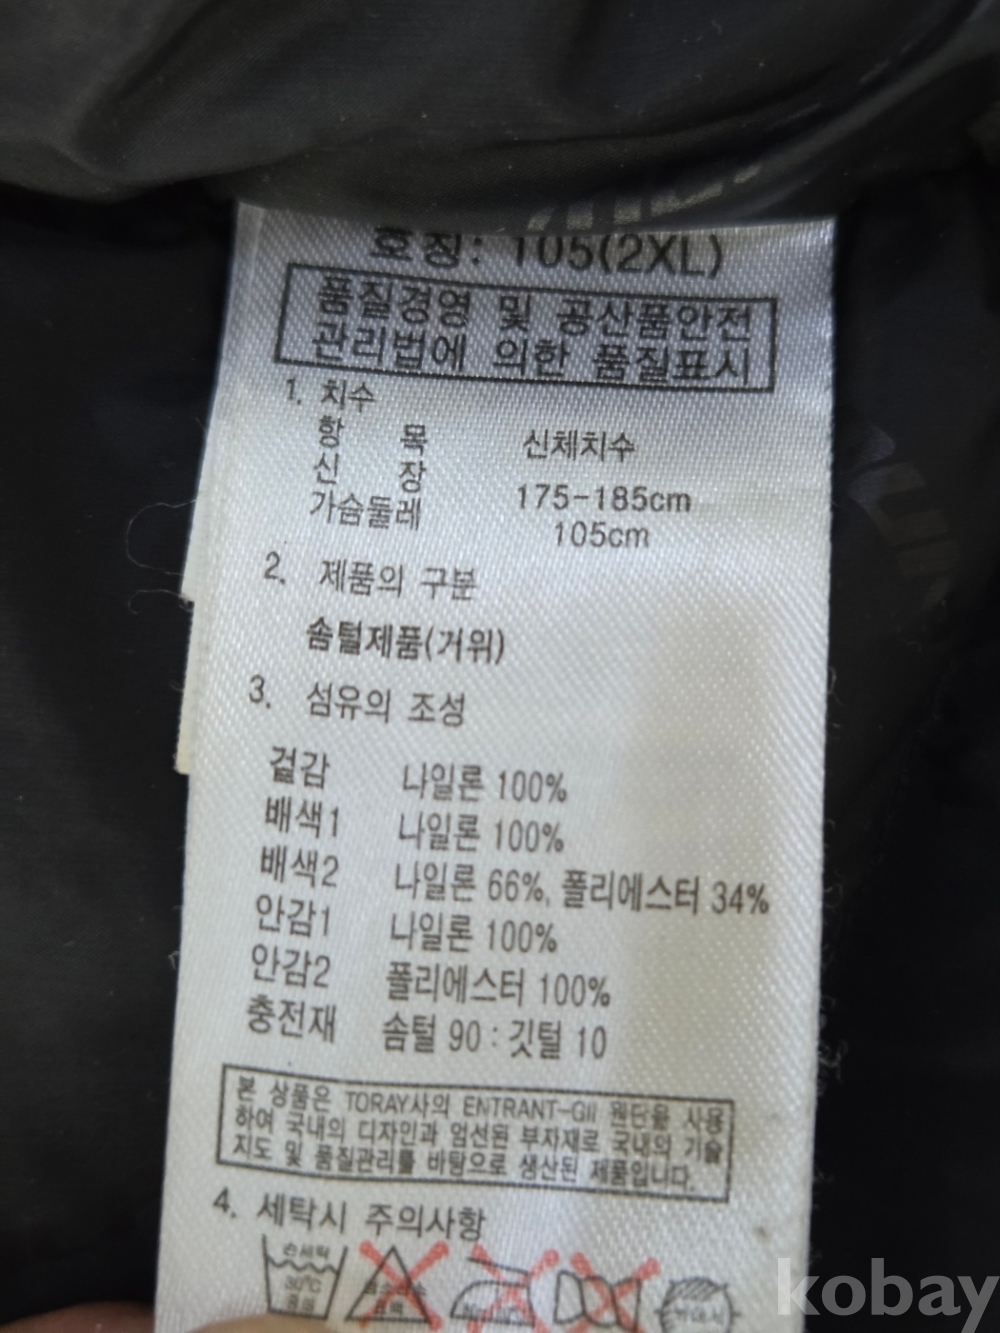 호칭: 105(2XL)
품질경영 및 공산품안전
관리법에 의한 품질표시
1. 치수
항 목 신체치수
신 장 175-185cm
가슴둘레 105cm
2. 제품의 구분
솜털제품(거위)
3. 섬유의 조성
겉감 나일론 100%
배색1 나일론 100%
배색2 나일론 66%, 폴리에스터 34%
안감1 나일론 100%
안감2 폴리에스터 100%
충전재 솜털 90 : 깃털 10
본 상품은 TORAY사의 ENTRANT-GII 원단을 사용
하여 국내의 디자인과 엄선된 부자재로 국내의 기술
지도 및 품질관리를 바탕으로 생산된 제품입니다.
4. 세탁시 주의사항
손세탁
30℃
kobay